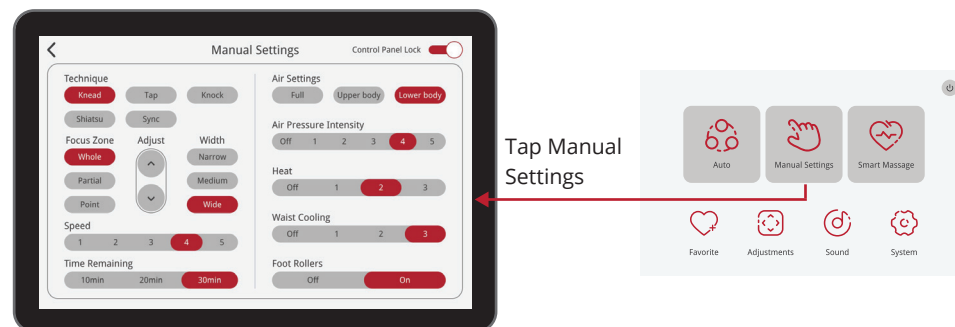 Manual Settings
Control Panel Lock
Technique
Knead Tap Knock
Shiatsu Sync
Focus Zone Adjust Width
Whole Narrow
Partial Medium
Point Wide
Speed
1 2 3 4 5
Time Remaining
10min 20min 30min
Air Settings
Full Upper body Lower body
Air Pressure Intensity
Off 1 2 3 4 5
Heat
Off 1 2 3
Waist Cooling
Off 1 2 3
Foot Rollers
Off On
Tap Manual
Settings
Auto Manual Settings Smart Massage
Favorite Adjustments Sound System